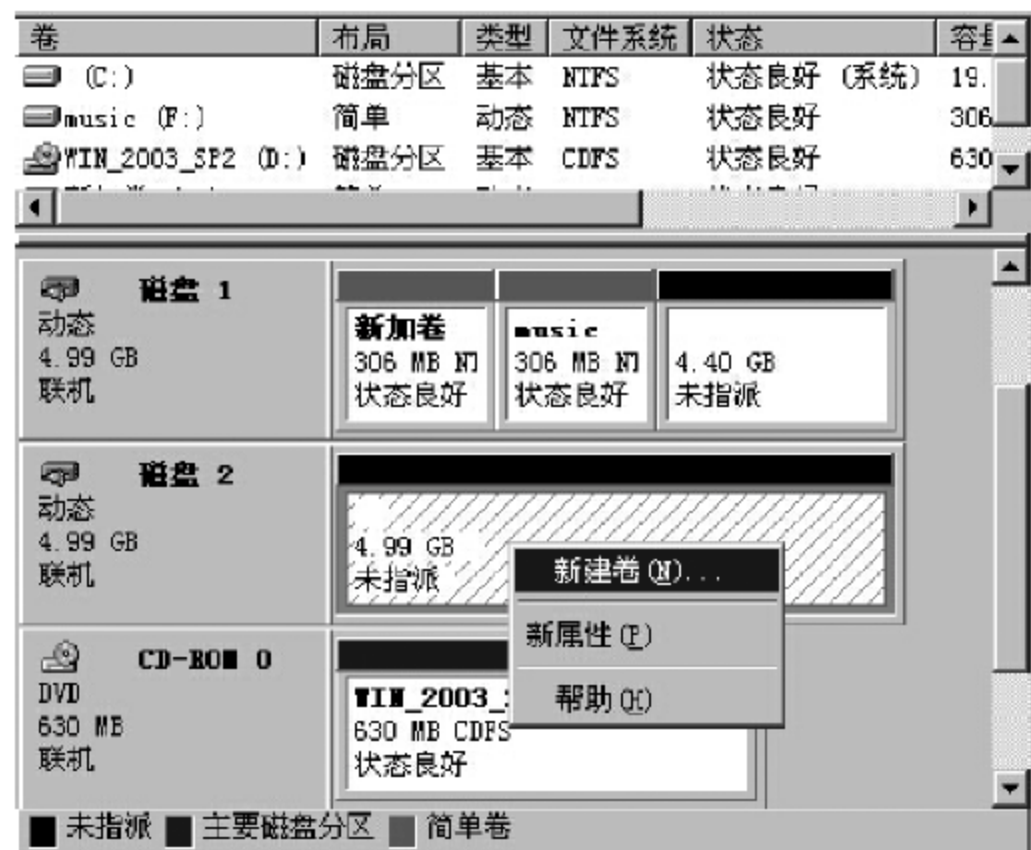 卷 布局 类型 文件系统 状态
(C:) 磁盘分区 基本 NTFS 状态良好 (系统) 19.
music (F:) 简单 动态 NTFS 状态良好 306
WIN_2003_SP2 (D:) 磁盘分区 基本 CDFS 状态良好 630
磁盘 1
动态
4.99 GB
联机
新加卷
306 MB NT
状态良好
music
306 MB NT
状态良好
4.40 GB
未指派
磁盘 2
动态
4.99 GB
联机
4.99 GB
未指派
新建卷(N)...
新属性(P)
帮助(H)
CD-ROM 0
DVD
630 MB
联机
WIN_2003_
630 MB CDFS
状态良好
未指派 主要磁盘分区 简单卷